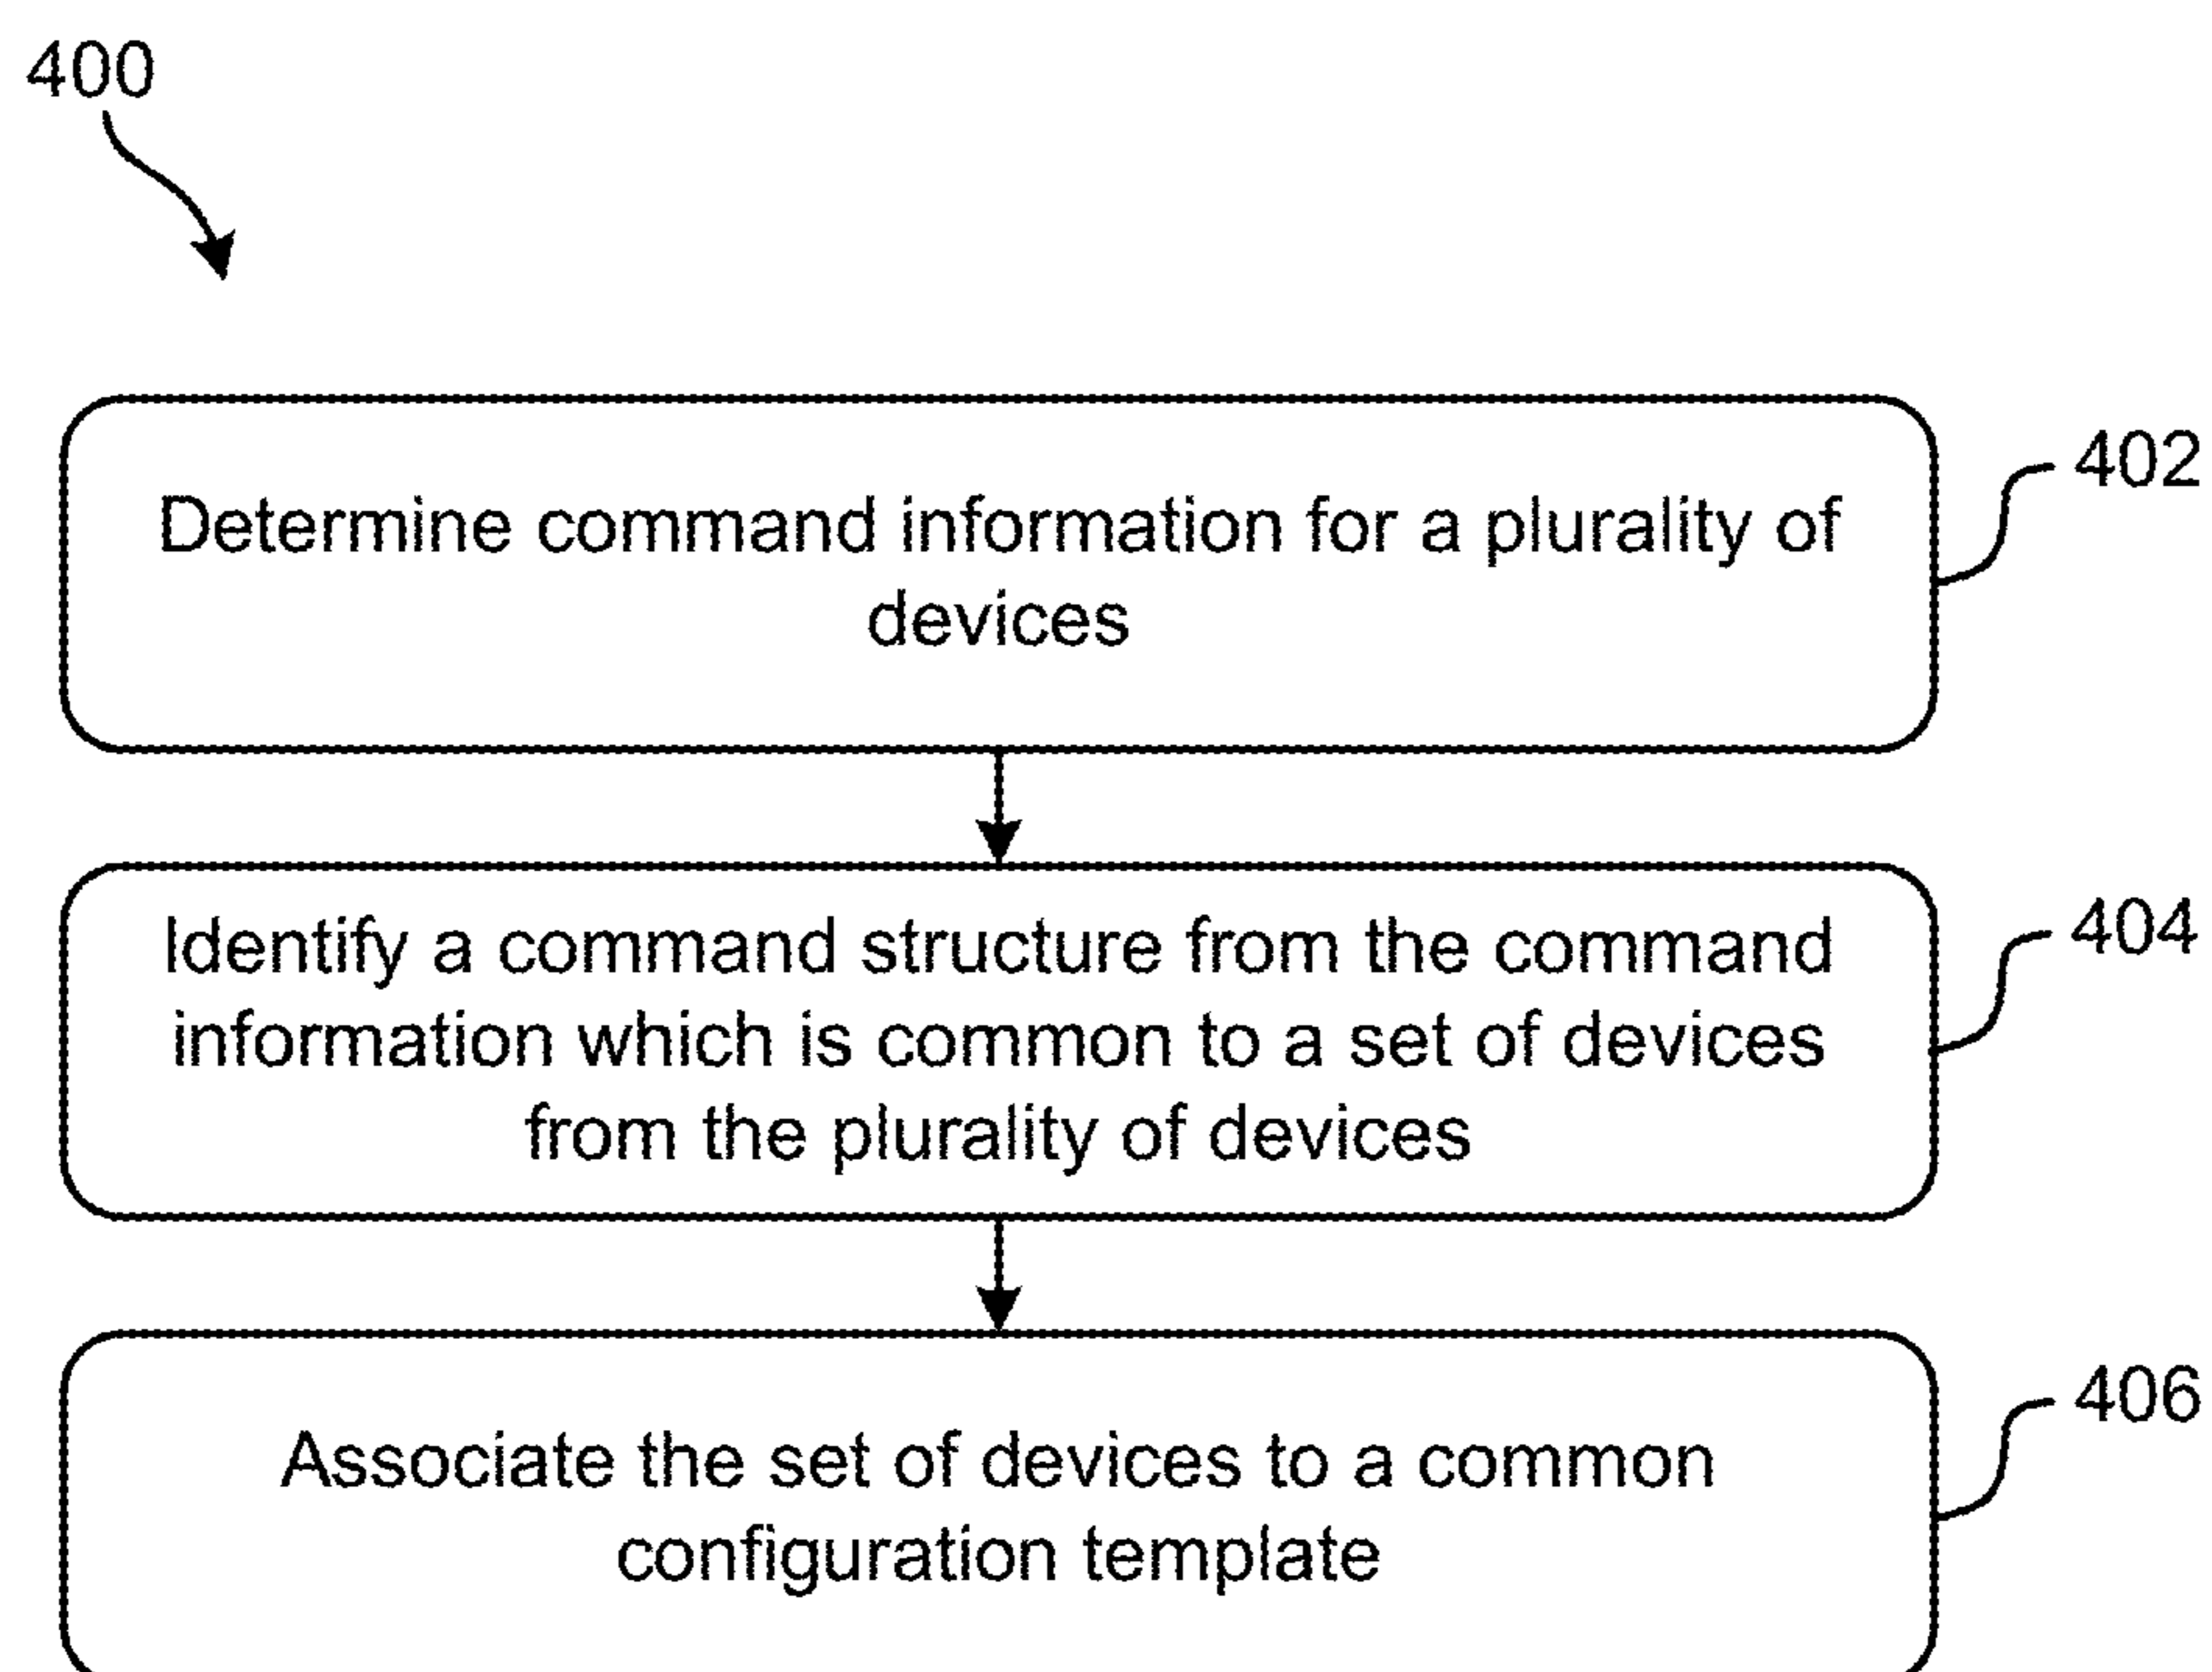 400
Determine command information for a plurality of
devices
402
Identify a command structure from the command
information which is common to a set of devices
from the plurality of devices
404
Associate the set of devices to a common
configuration template
406